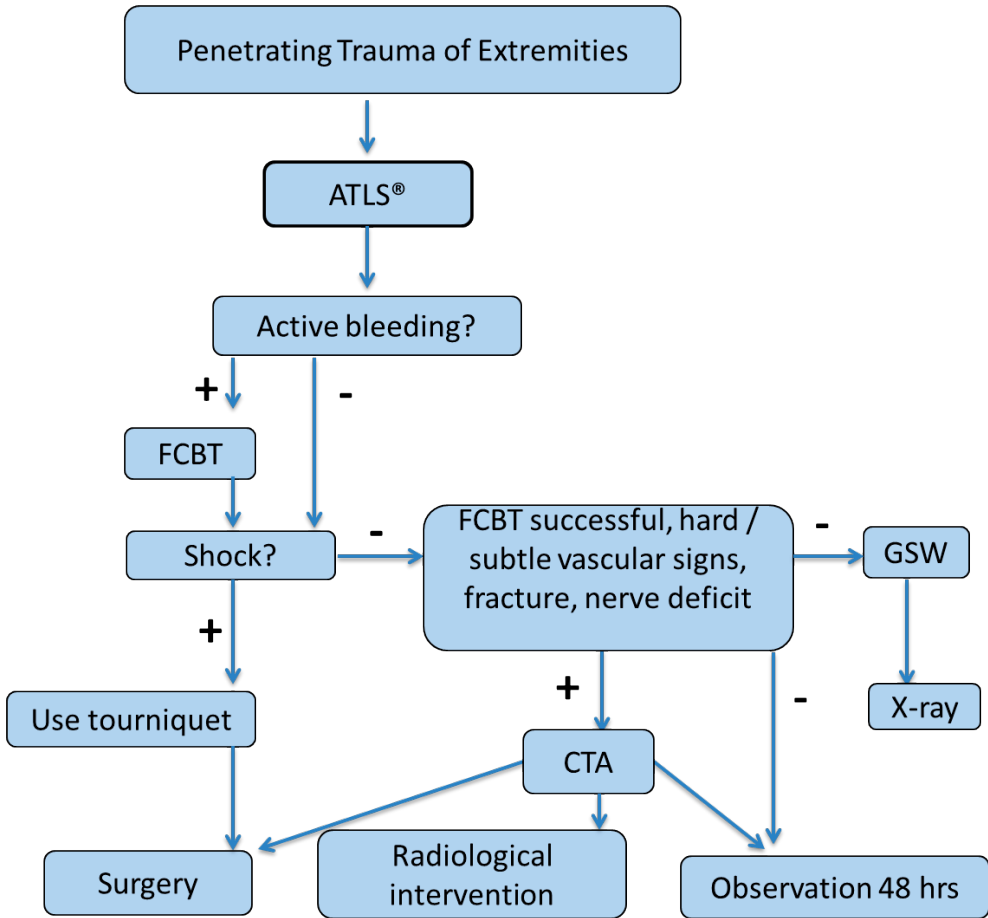 Penetrating Trauma of Extremities
ATLS®
Active bleeding?
+
-
FCBT
Shock?
-
FCBT successful, hard /
subtle vascular signs,
fracture, nerve deficit
-
GSW
+
+
-
X-ray
Use tourniquet
CTA
Surgery
Radiological
intervention
Observation 48 hrs